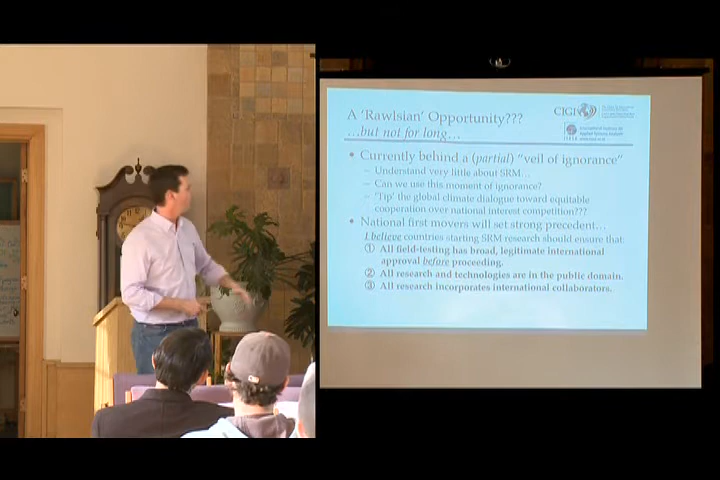 A ‘Rawlsian’ Opportunity???
…but not for long…
CIGI
• Currently behind a (partial) “veil of ignorance”
– Understand very little about SRM…
– Can we use this moment of ignorance?
– ‘Tip’ the global climate dialogue toward equitable
cooperation over national interest competition???
• National first movers will set strong precedent…
I believe countries starting SRM research should ensure that:
① All field-testing has broad, legitimate international
approval before proceeding.
② All research and technologies are in the public domain.
③ All research incorporates international collaborators.